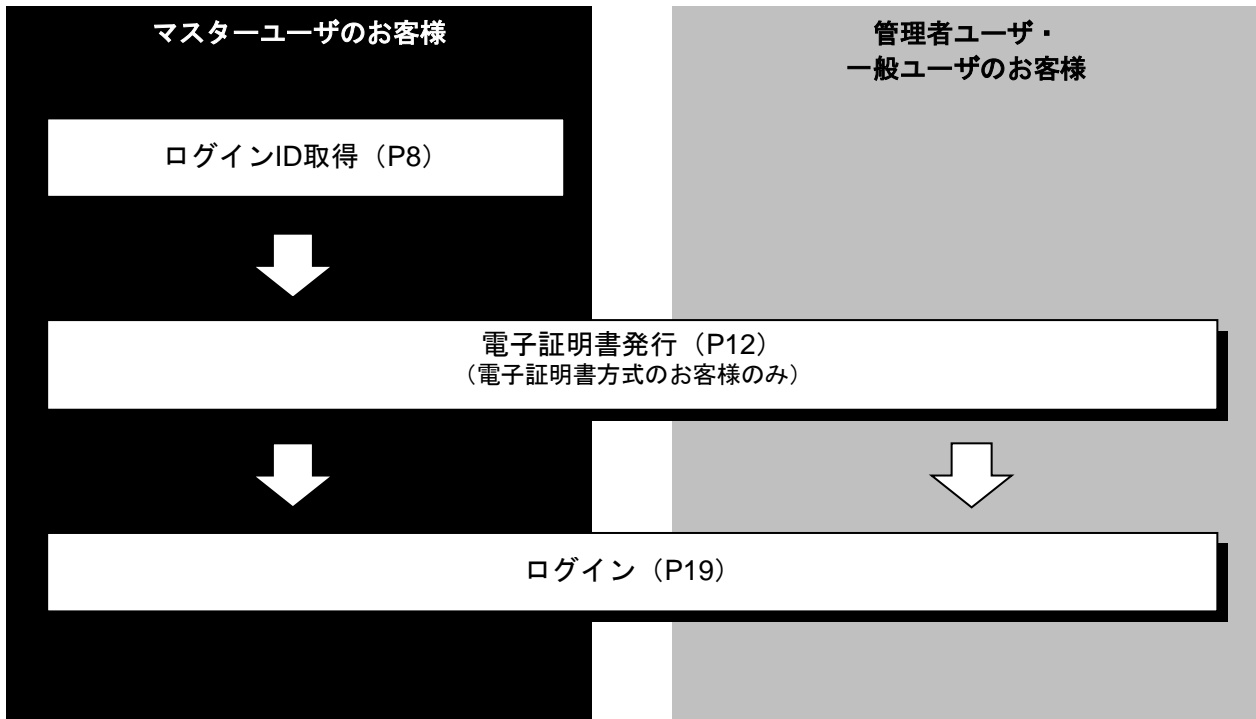 マスターユーザのお客様
管理者ユーザ・
一般ユーザのお客様
ログインID取得（P8）
電子証明書発行（P12）
（電子証明書方式のお客様のみ）
ログイン（P19）